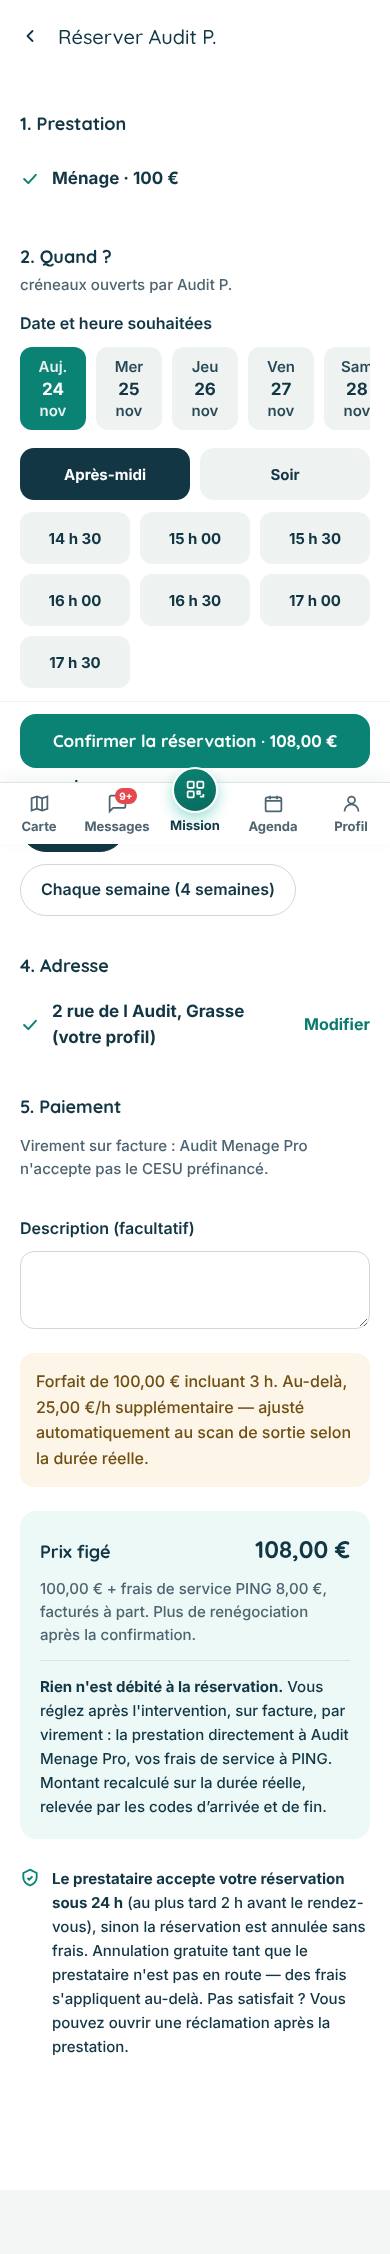 Réserver Audit P.
1. Prestation
Ménage · 100 €
2. Quand ?
créneaux ouverts par Audit P.
Date et heure souhaitées
Auj. Mer Jeu Ven Sam
24 25 26 27 28
nov nov nov nov nov
Après-midi Soir
14 h 30 15 h 00 15 h 30
16 h 00 16 h 30 17 h 00
17 h 30
Confirmer la réservation · 108,00 €
9+
Carte Messages Mission Agenda Profil
Chaque semaine (4 semaines)
4. Adresse
2 rue de l Audit, Grasse
(votre profil)
Modifier
5. Paiement
Virement sur facture : Audit Menage Pro
n'accepte pas le CESU préfinancé.
Description (facultatif)
Forfait de 100,00 € incluant 3 h. Au-delà,
25,00 €/h supplémentaire — ajusté
automatiquement au scan de sortie selon
la durée réelle.
Prix figé 108,00 €
100,00 € + frais de service PING 8,00 €,
facturés à part. Plus de renégociation
après la confirmation.
Rien n'est débité à la réservation. Vous
réglez après l'intervention, sur facture, par
virement : la prestation directement à Audit
Menage Pro, vos frais de service à PING.
Montant recalculé sur la durée réelle,
relevée par les codes d’arrivée et de fin.
Le prestataire accepte votre réservation
sous 24 h (au plus tard 2 h avant le rendez-
vous), sinon la réservation est annulée sans
frais. Annulation gratuite tant que le
prestataire n'est pas en route — des frais
s'appliquent au-delà. Pas satisfait ? Vous
pouvez ouvrir une réclamation après la
prestation.